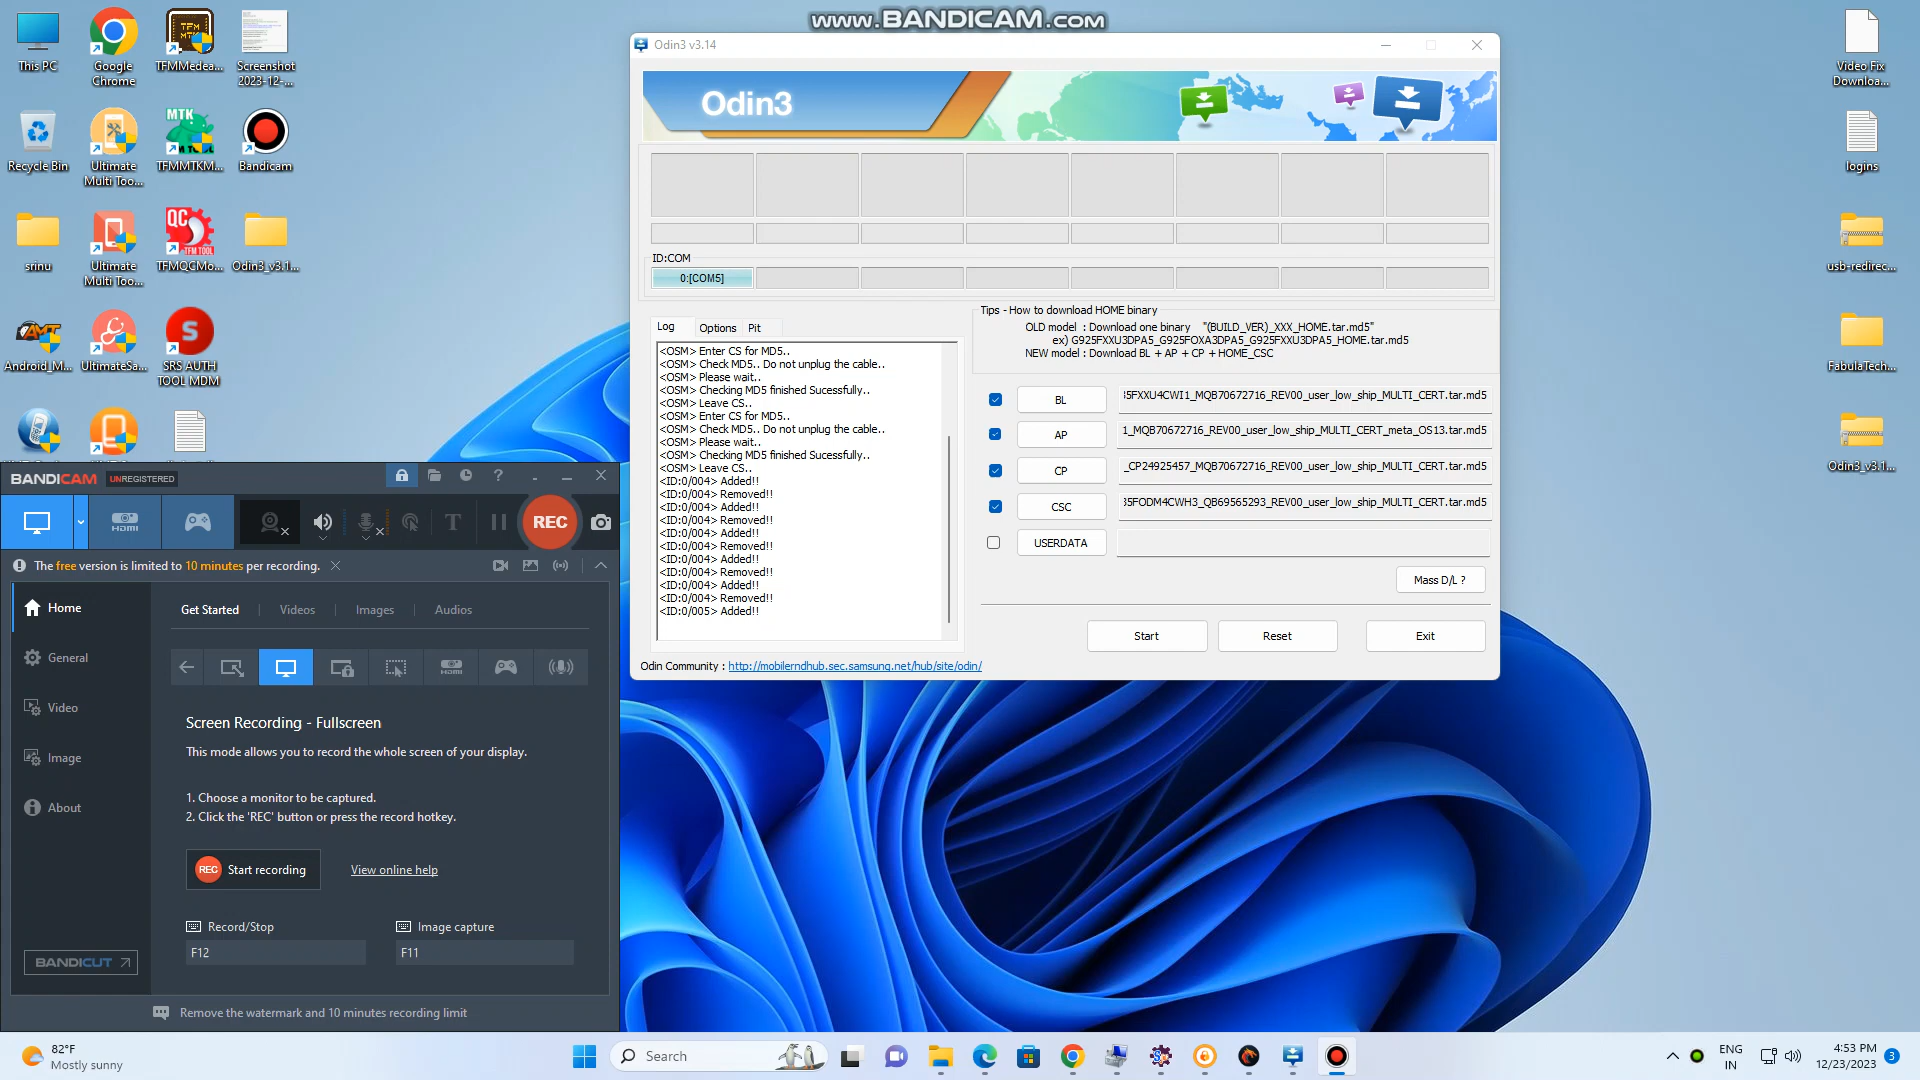 www.BANDICAM.com
This PC
Google
Chrome
TFM
MTK
TFMMedea...
Screenshot
2023-12-...
Recycle Bin
Ultimate
Multi Too...
MTK
TFMMTKM...
Bandicam
srinu
Ultimate
Multi Too...
QC
TFM TOOL
TFMQCMo...
Odin3_v3.1...
Android_M...
UltimateSa...
SRS AUTH
TOOL MDM
Video Fix
Downloa...
logins
usb-redirec...
FabulaTech...
Odin3_v3.1...
Odin3 v3.14
Odin3
ID:COM
0:[COM5]
Log
Options
Pit
<OSM> Enter CS for MD5..
<OSM> Check MD5.. Do not unplug the cable..
<OSM> Please wait..
<OSM> Checking MD5 finished Sucessfully..
<OSM> Leave CS..
<OSM> Enter CS for MD5..
<OSM> Check MD5.. Do not unplug the cable..
<OSM> Please wait..
<OSM> Checking MD5 finished Sucessfully..
<OSM> Leave CS..
<ID:0/004> Added!!
<ID:0/004> Removed!!
<ID:0/004> Added!!
<ID:0/004> Removed!!
<ID:0/004> Added!!
<ID:0/004> Removed!!
<ID:0/004> Added!!
<ID:0/004> Removed!!
<ID:0/004> Added!!
<ID:0/004> Removed!!
<ID:0/005> Added!!
Tips - How to download HOME binary
OLD model : Download one binary "(BUILD_VER)_XXX_HOME.tar.md5"
ex) G925FXXU3DPA5_G925FOXA3DPA5_G925FXXU3DPA5_HOME.tar.md5
NEW model : Download BL + AP + CP + HOME_CSC
BL
35FXXU4CWI1_MQB70672716_REV00_user_low_ship_MULTI_CERT.tar.md5
AP
1_MQB70672716_REV00_user_low_ship_MULTI_CERT_meta_OS13.tar.md5
CP
_CP24925457_MQB70672716_REV00_user_low_ship_MULTI_CERT.tar.md5
CSC
35FODM4CWH3_QB69565293_REV00_user_low_ship_MULTI_CERT.tar.md5
USERDATA
Mass D/L ?
Start
Reset
Exit
Odin Community : http://mobilerndhub.sec.samsung.net/hub/site/odin/
BANDICAM
UNREGISTERED
HDMI
T
REC
The free version is limited to 10 minutes per recording.
Home
General
Video
Image
About
Get Started
Videos
Images
Audios
Screen Recording - Fullscreen
This mode allows you to record the whole screen of your display.
1. Choose a monitor to be captured.
2. Click the 'REC' button or press the record hotkey.
REC
Start recording
View online help
Record/Stop
F12
Image capture
F11
BANDICUT
Remove the watermark and 10 minutes recording limit
82°F
Mostly sunny
Search
ENG
IN
4:53 PM
12/23/2023
3